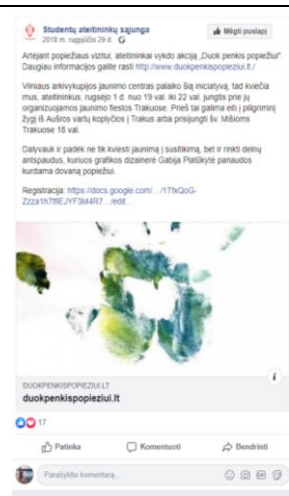 Studentų ateitininkų sąjunga
2018 m. rugpjūčio 29 d.
Mėgti puslapį
Artėjant popiežiaus vizitui, ateitininkai vykdo akciją „Duok penkis popiežiui".
Daugiau informacijos galite rasti http://www.duokpenkispopieziui.lt./
Vilniaus arkivyskupijos jaunimo centras palaiko šią iniciatyvą, tad kviečia
mus, ateitininkus, rugsėjo 1 d. nuo 19 val. iki 22 val. jungtis prie jų
organizuojamos jaunimo fiestos Trakuose. Prieš tai galima eiti į piligriminį
žygį iš Aušros vartų koplyčios į Trakus arba prisijungti šv. Mišioms
Trakuose 18 val.
Dalyvauk ir padėk ne tik kviesti jaunimą į susitikimą, bet ir rinkti delnų
antspaudus, kuriuos grafikos dizainerė Gabija Platūkytė panaudos
kurdama dovaną popiežiui.
Registracija: https://docs.google.com/
/edit...
DUOKPENKISPOPIEZIUI.LT
duokpenkispopieziui.lt
17
Patinka
Komentuoti
Bendrinti
Parašykite komentarą...